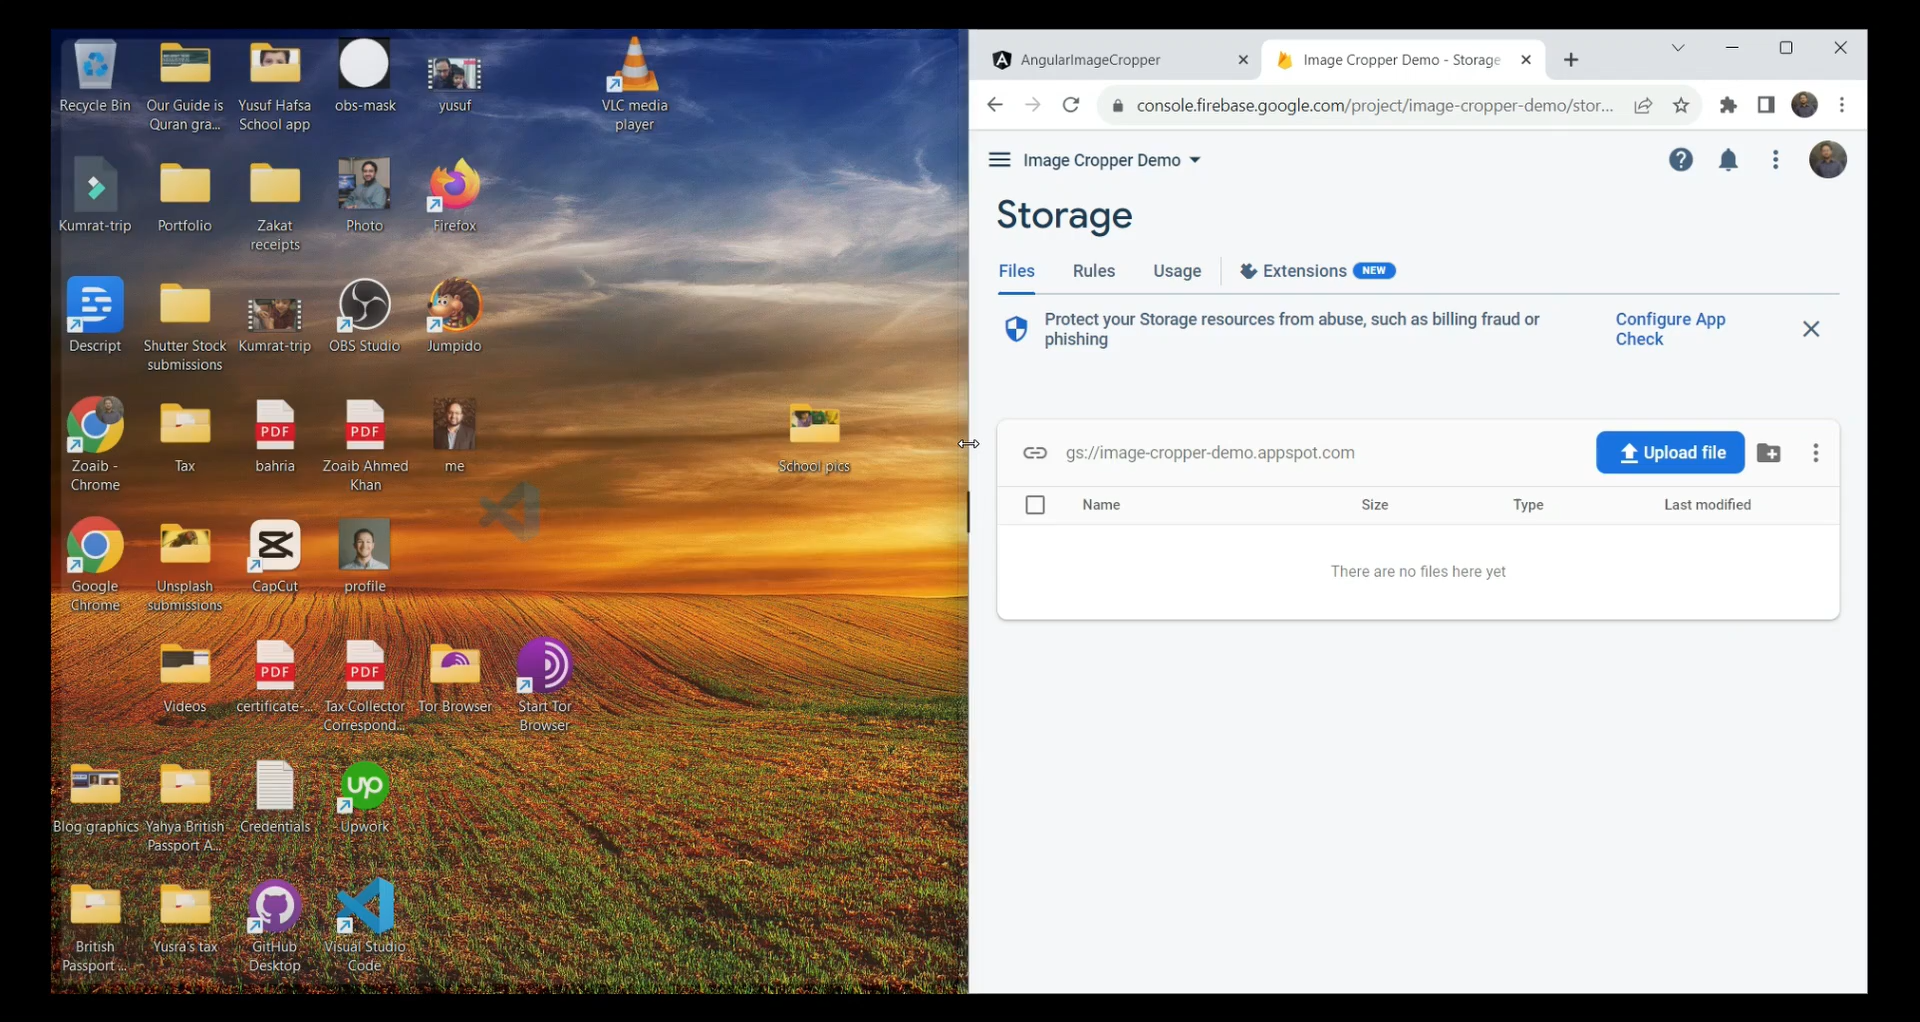 Recycle Bin
Our Guide is
Quran gra...
Yusuf Hafsa
School app
obs-mask
yusuf
VLC media
player
Kumrat-trip
Portfolio
Zakat
receipts
Photo
Firefox
Descript
Shutter Stock
submissions
Kumrat-trip
OBS Studio
Jumpido
Zoaib -
Chrome
Tax
PDF
bahria
PDF
Zoaib Ahmed
Khan
me
School pics
Google
Chrome
Unsplash
submissions
CapCut
profile
Videos
PDF
certificate-...
PDF
Tax Collector
Correspond...
Tor Browser
Start Tor
Browser
Blog graphics
Yahya British
Passport A...
Credentials
up
Upwork
British
Passport ...
Yusra's tax
GitHub
Desktop
Visual Studio
Code
AngularImageCropper
Image Cropper Demo - Storage
console.firebase.google.com/project/image-cropper-demo/stor...
Image Cropper Demo
Storage
Files
Rules
Usage
Extensions
NEW
Protect your Storage resources from abuse, such as billing fraud or
phishing
Configure App
Check
gs://image-cropper-demo.appspot.com
Upload file
Name
Size
Type
Last modified
There are no files here yet